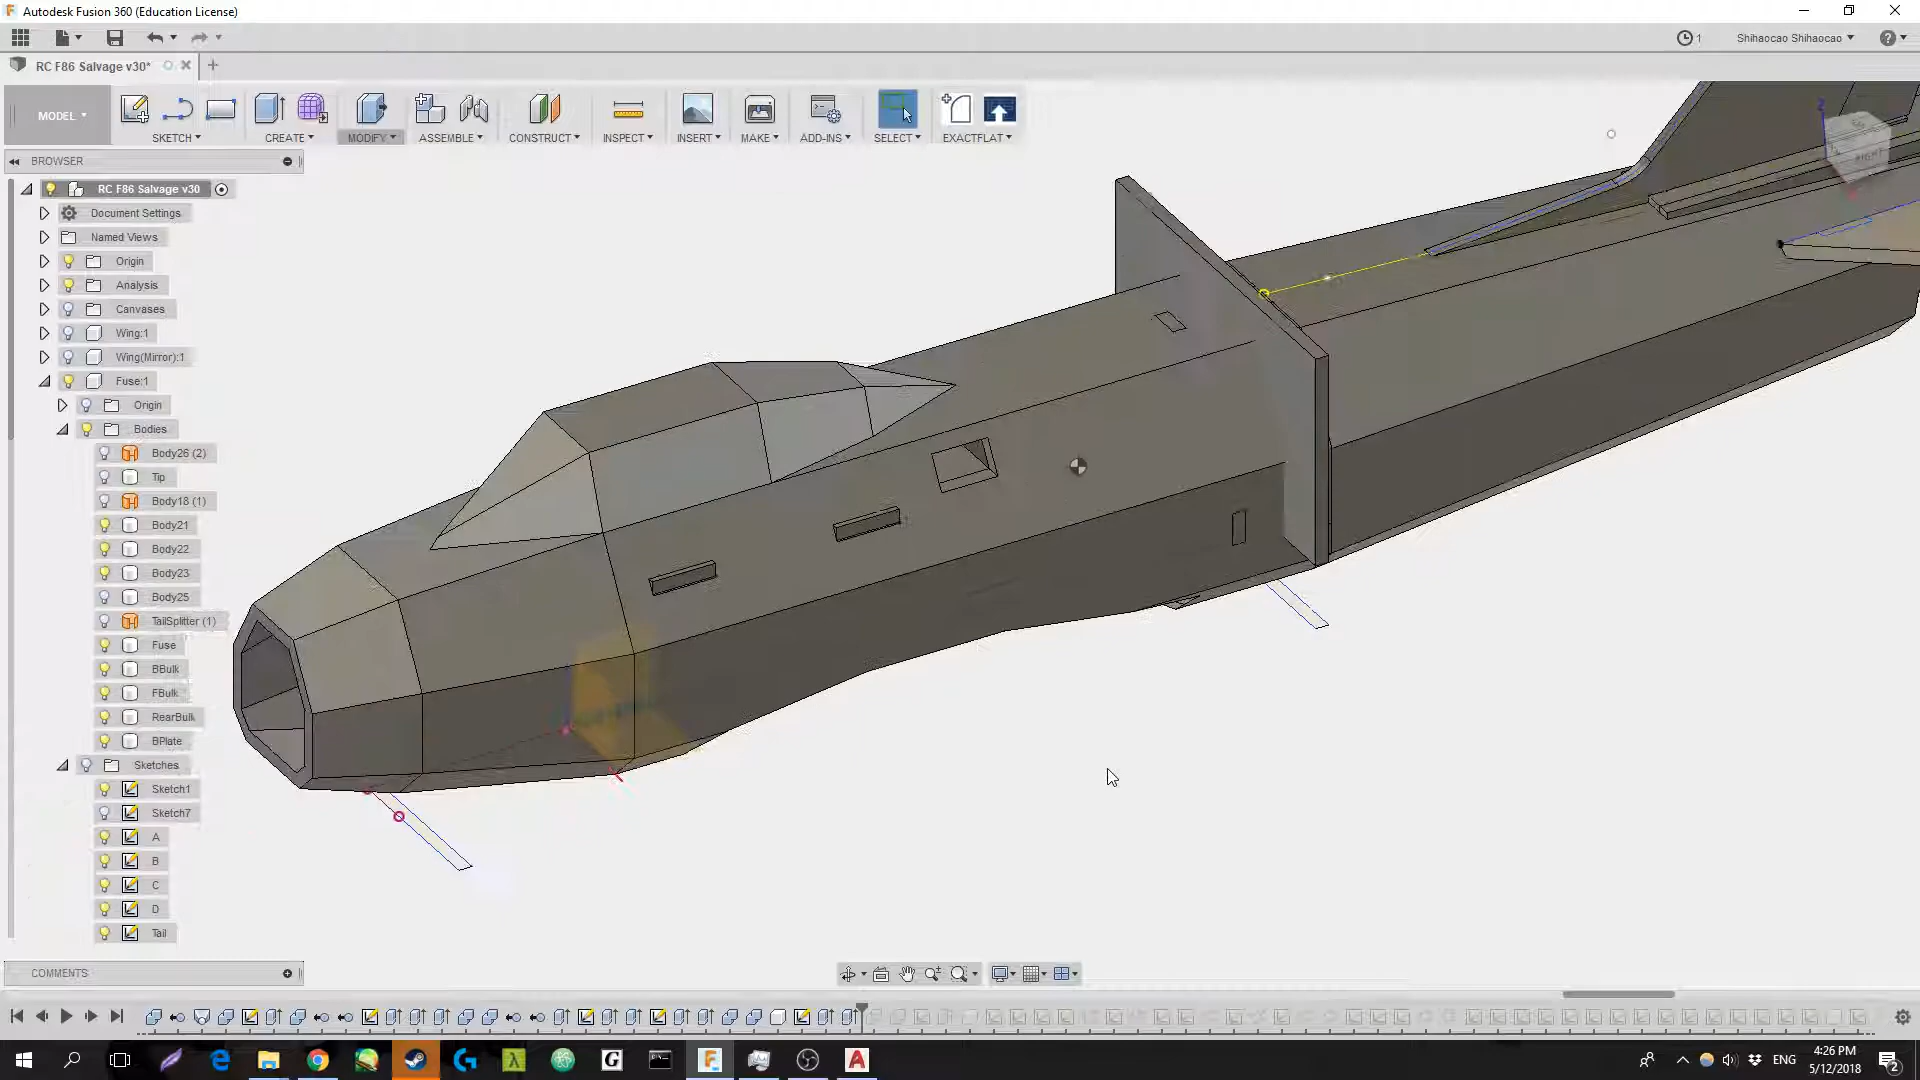 Autodesk Fusion 360 (Education License)
1
Shihaocao Shihaocao
RC F86 Salvage v30*
MODEL
SKETCH
CREATE
MODIFY
ASSEMBLE
CONSTRUCT
INSPECT
INSERT
MAKE
ADD-INS
SELECT
EXACTFLAT
BROWSER
RC F86 Salvage v30
Document Settings
Named Views
Origin
Analysis
Canvases
Wing:1
Wing(Mirror):1
Fuse:1
Origin
Bodies
Body26 (2)
Tip
Body18 (1)
Body21
Body22
Body23
Body25
TailSplitter (1)
Fuse
BBulk
FBulk
RearBulk
BPlate
Sketches
Sketch1
Sketch7
A
B
C
D
Tail
Z
RIGHT
COMMENTS
ENG
4:26 PM
5/12/2018
2